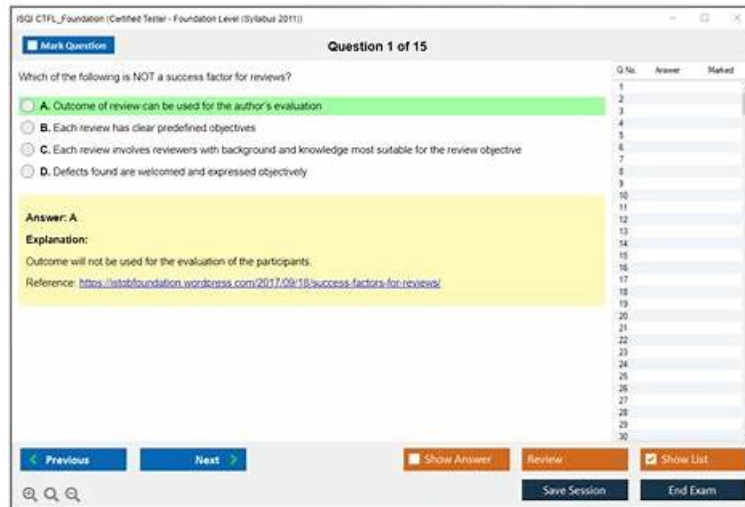 iSQI CTFL_Foundation (Certified Tester - Foundation Level (Syllabus 2011))
Mark Question
Question 1 of 15
Which of the following is NOT a success factor for reviews?
A. Outcome of review can be used for the author's evaluation
B. Each review has clear predefined objectives
C. Each review involves reviewers with background and knowledge most suitable for the review objective
D. Defects found are welcomed and expressed objectively
Answer: A
Explanation:
Outcome will not be used for the evaluation of the participants.
Reference: https://istqbfoundation.wordpress.com/2017/09/18/success-factors-for-reviews/
Q No. Answer Marked
1
2
3
4
5
6
7
8
9
10
11
12
13
14
15
16
17
18
19
20
21
22
23
24
25
26
27
28
29
30
Previous
Next
Show Answer
Review
Show List
Save Session
End Exam